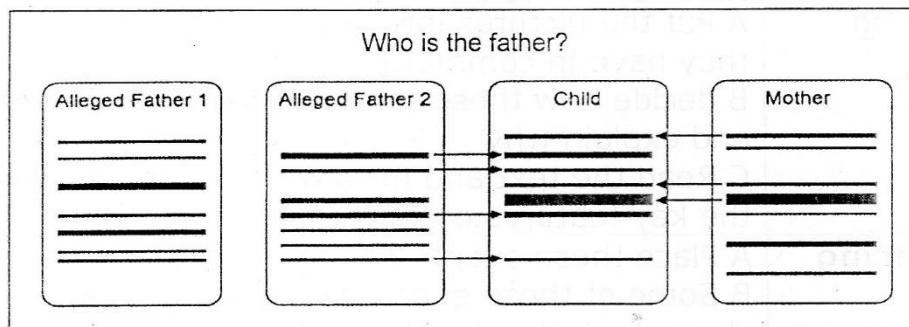 Who is the father?
Alleged Father 1
Alleged Father 2
Child
Mother